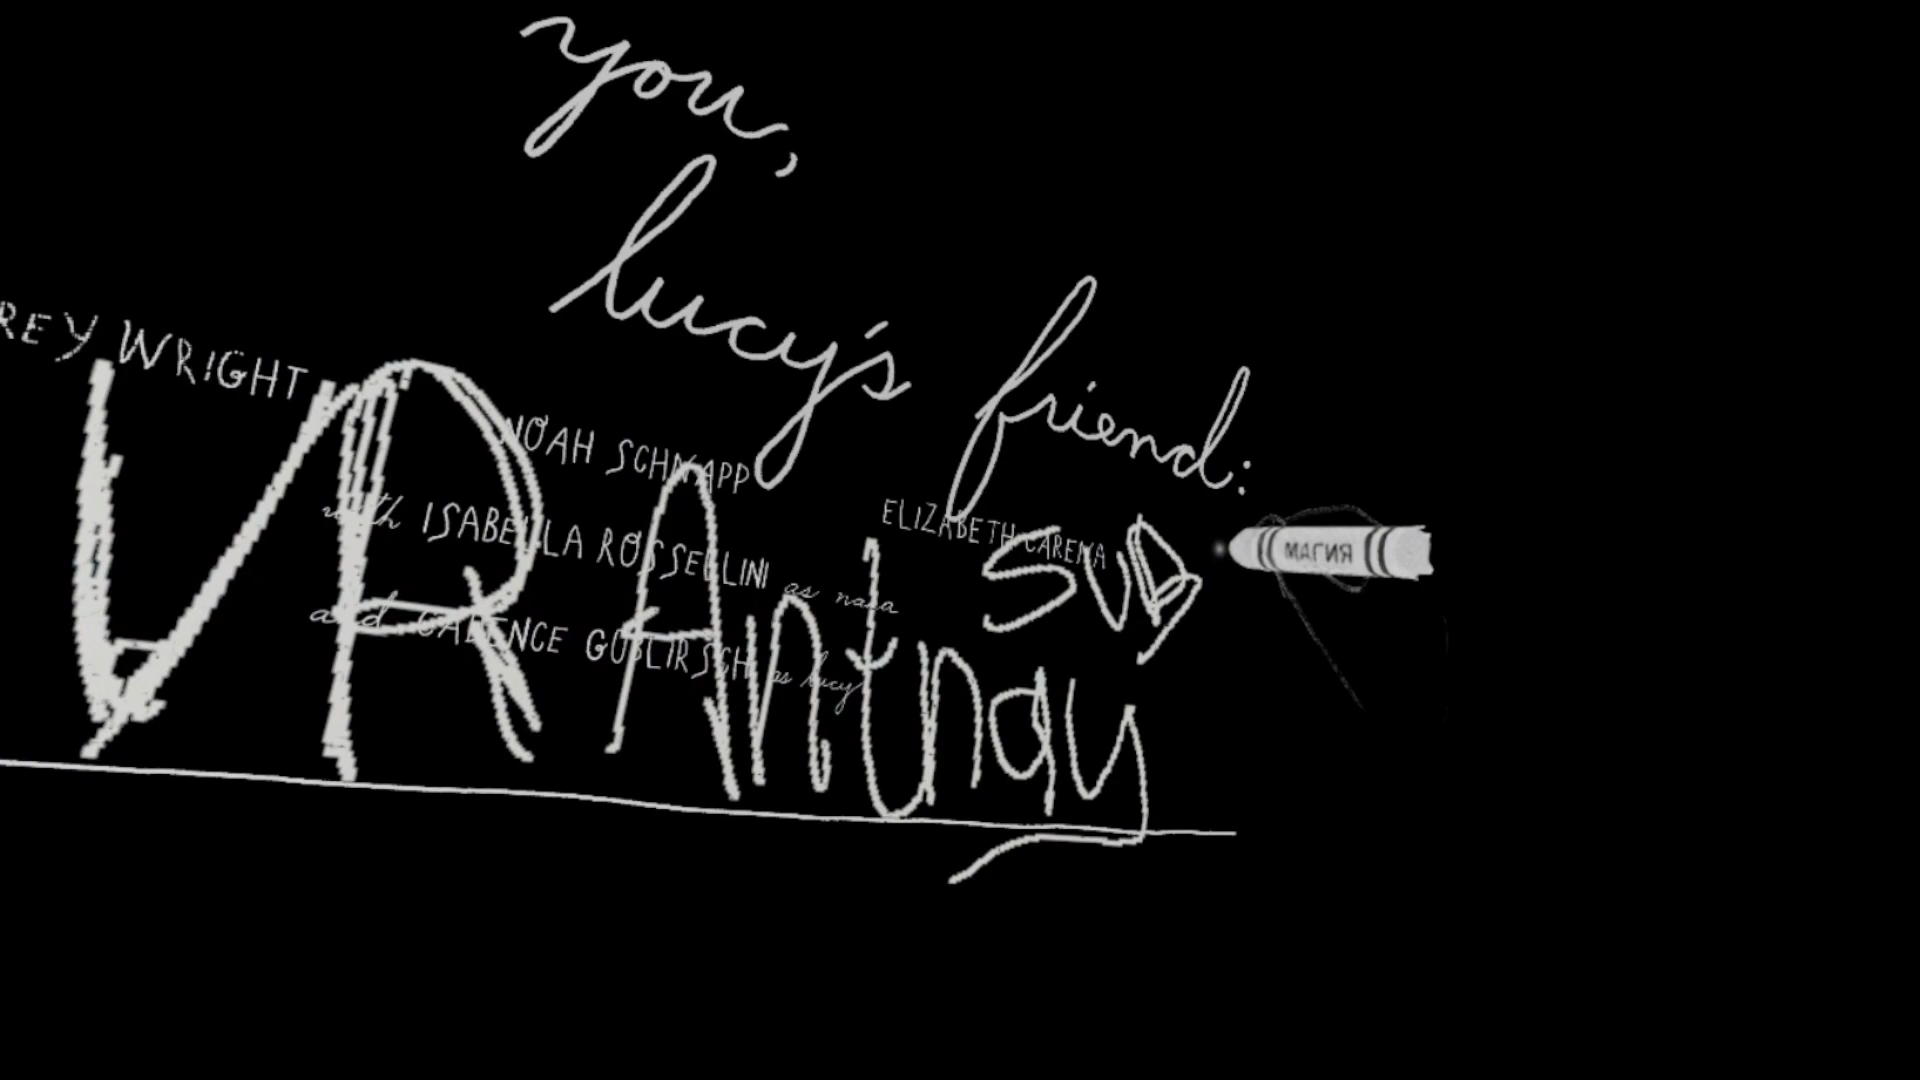 you,
lucy's friend:
REY WRIGHT
NOAH SCHNAPP
with ISABELLA ROSSELLINI as nana
ELIZABETH CARENA
and CADENCE GOBLIRSCH as lucy
VR Antnay
SVD
МАГИЯ